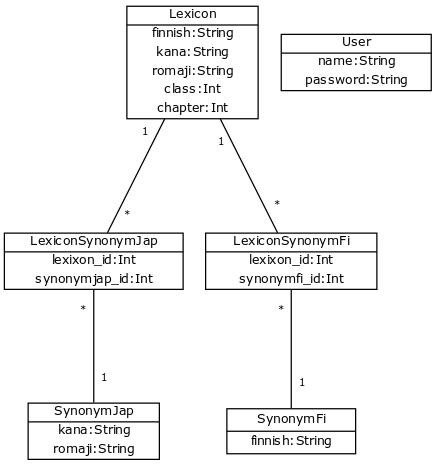 Lexicon
finnish:String
kana:String
romaji:String
class:Int
chapter:Int
User
name:String
password:String
1
1
*
*
LexiconSynonymJap
lexixon_id:Int
synonymjap_id:Int
LexiconSynonymFi
lexixon_id:Int
synonymfi_id:Int
*
*
1
1
SynonymJap
kana:String
romaji:String
SynonymFi
finnish:String